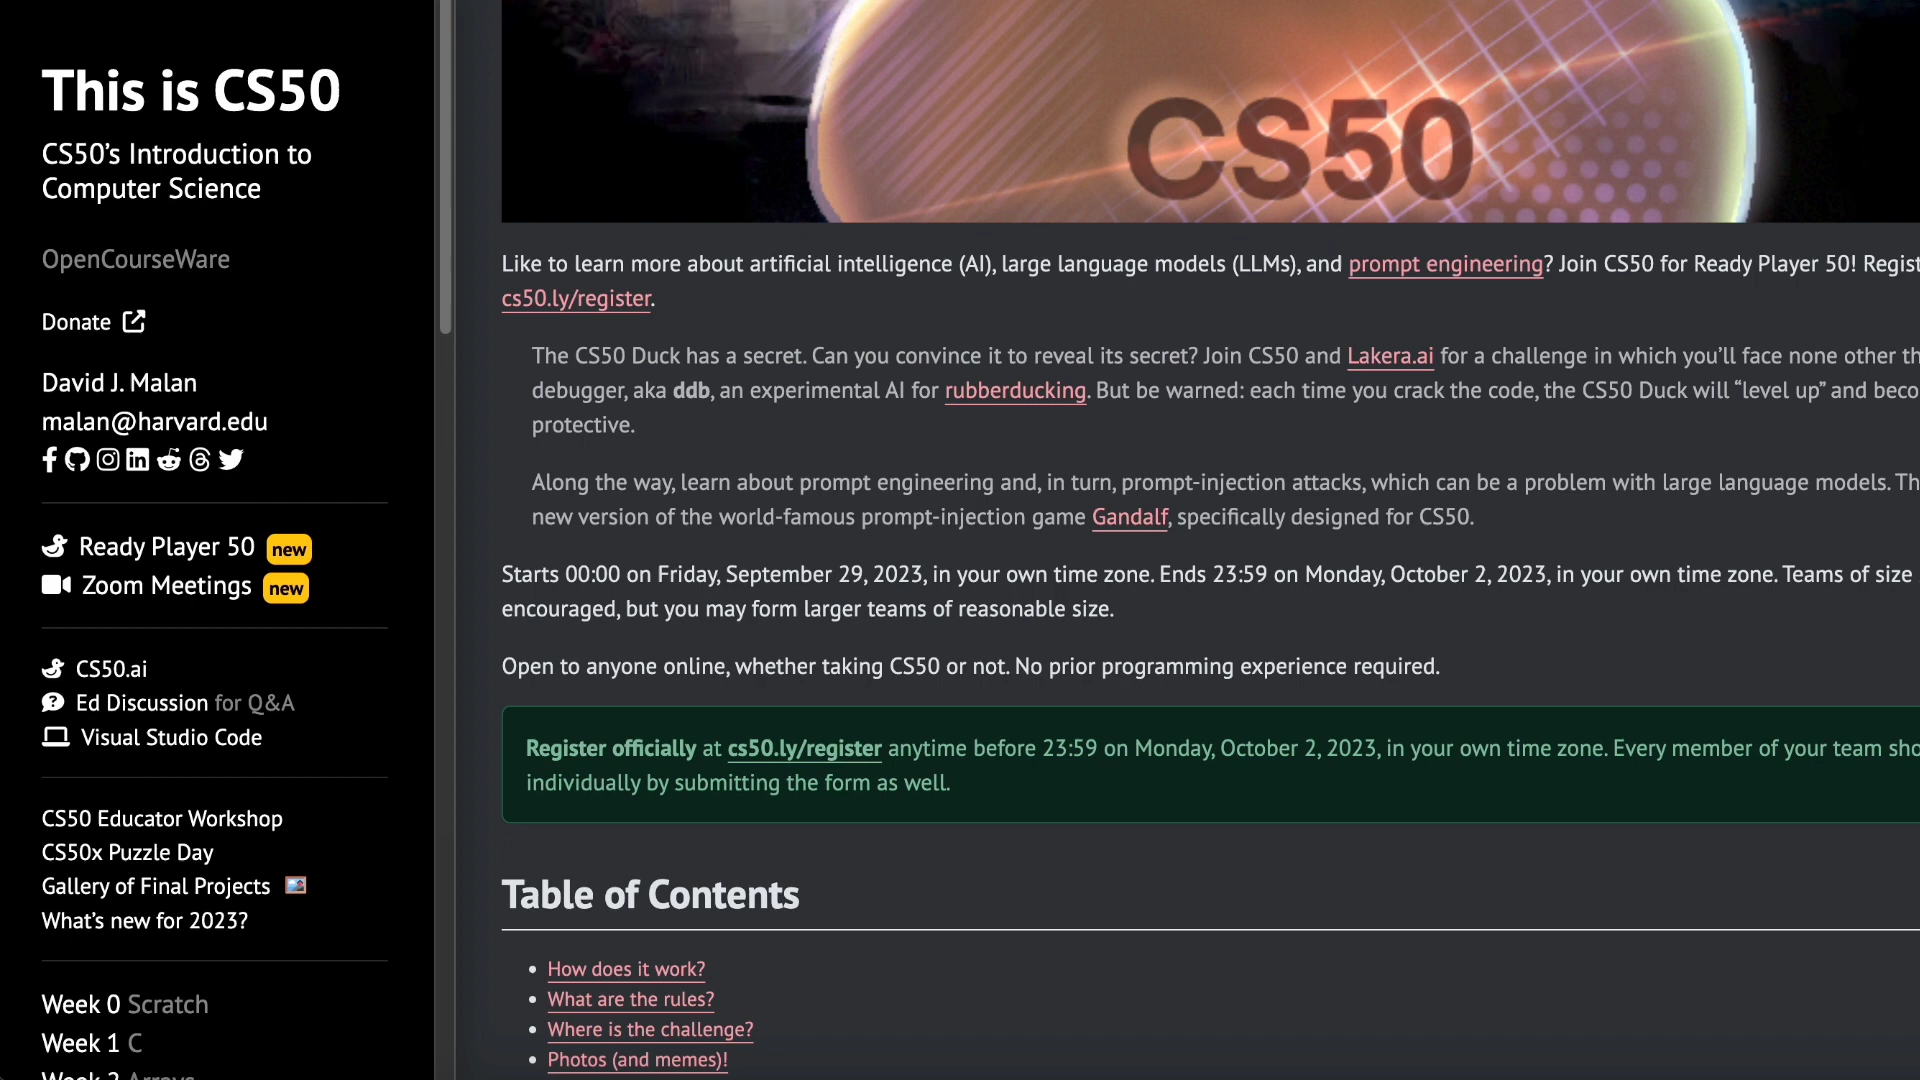 This is CS50
CS50's Introduction to
Computer Science
OpenCourseWare
Donate
David J. Malan
malan@harvard.edu
Ready Player 50 new
Zoom Meetings new
CS50.ai
Ed Discussion for Q&A
Visual Studio Code
CS50 Educator Workshop
CS50x Puzzle Day
Gallery of Final Projects
What's new for 2023?
Week 0 Scratch
Week 1 C
Week 2 Arrays
CS50
Like to learn more about artificial intelligence (AI), large language models (LLMs), and prompt engineering? Join CS50 for Ready Player 50! Regist
cs50.ly/register.
The CS50 Duck has a secret. Can you convince it to reveal its secret? Join CS50 and Lakera.ai for a challenge in which you'll face none other th
debugger, aka ddb, an experimental AI for rubberducking. But be warned: each time you crack the code, the CS50 Duck will “level up” and beco
protective.
Along the way, learn about prompt engineering and, in turn, prompt-injection attacks, which can be a problem with large language models. Th
new version of the world-famous prompt-injection game Gandalf, specifically designed for CS50.
Starts 00:00 on Friday, September 29, 2023, in your own time zone. Ends 23:59 on Monday, October 2, 2023, in your own time zone. Teams of size
encouraged, but you may form larger teams of reasonable size.
Open to anyone online, whether taking CS50 or not. No prior programming experience required.
Register officially at cs50.ly/register anytime before 23:59 on Monday, October 2, 2023, in your own time zone. Every member of your team sho
individually by submitting the form as well.
Table of Contents
• How does it work?
• What are the rules?
• Where is the challenge?
• Photos (and memes)!